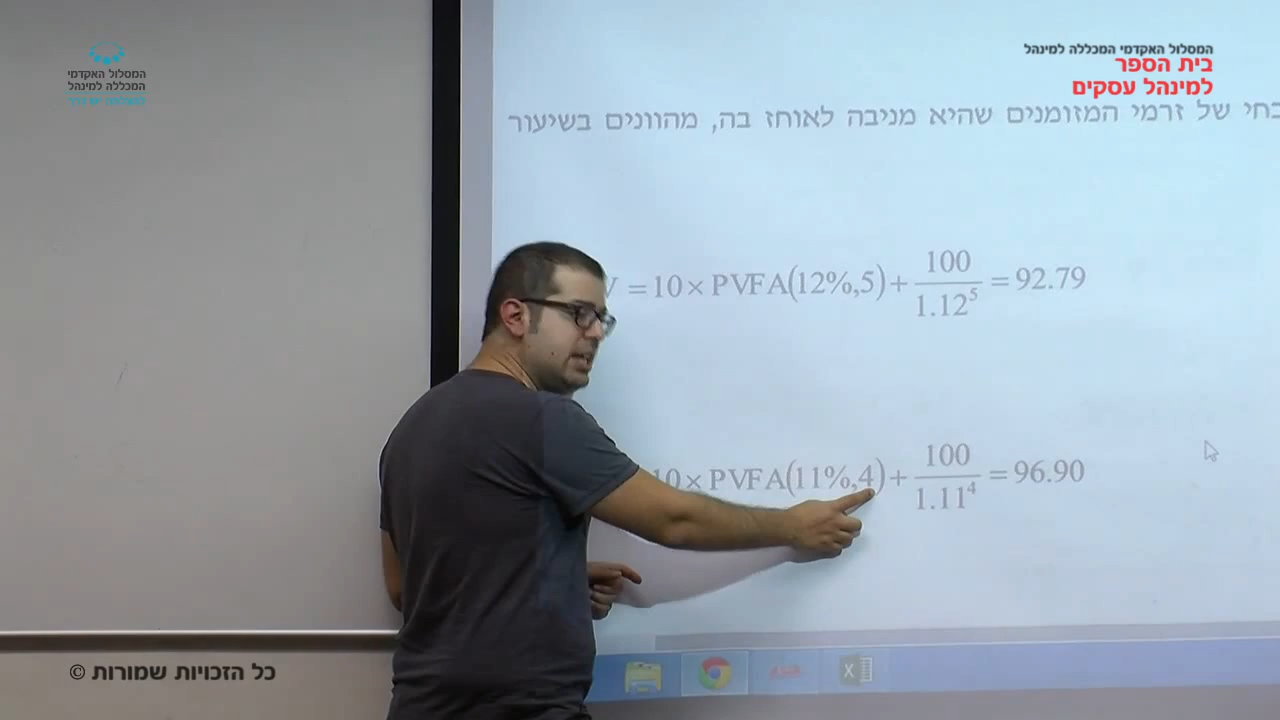 המסלול האקדמי
המכללה למינהל
המסלול האקדמי המכללה למינהל
בית הספר
למינהל עסקים
של זרמי המזומנים שהיא מניבה לאוחז בה, מהוונים בשיעור
= 10 × PVFA(12%,5) + 100/1.12^5 = 92.79
× PVFA(11%,4) + 100/1.11^4 = 96.90
כל הזכויות שמורות ©